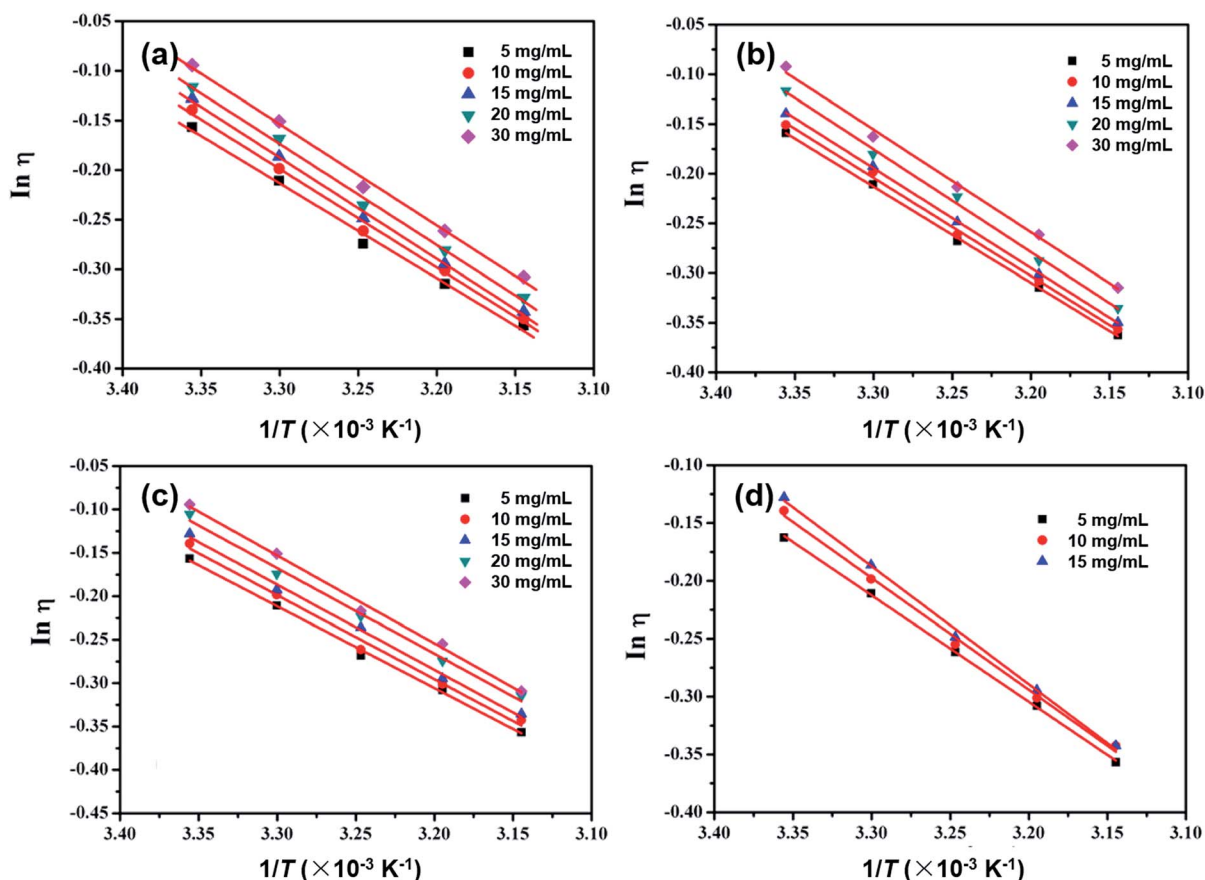 (a)
-0.05
-0.10
-0.15
-0.20
-0.25
-0.30
-0.35
-0.40
In η
5 mg/mL
10 mg/mL
15 mg/mL
20 mg/mL
30 mg/mL
3.40 3.35 3.30 3.25 3.20 3.15 3.10
1/T (×10⁻³ K⁻¹)
(b)
-0.05
-0.10
-0.15
-0.20
-0.25
-0.30
-0.35
-0.40
In η
5 mg/mL
10 mg/mL
15 mg/mL
20 mg/mL
30 mg/mL
3.40 3.35 3.30 3.25 3.20 3.15 3.10
1/T (×10⁻³ K⁻¹)
(c)
-0.05
-0.10
-0.15
-0.20
-0.25
-0.30
-0.35
-0.40
-0.45
In η
5 mg/mL
10 mg/mL
15 mg/mL
20 mg/mL
30 mg/mL
3.40 3.35 3.30 3.25 3.20 3.15 3.10
1/T (×10⁻³ K⁻¹)
(d)
-0.10
-0.15
-0.20
-0.25
-0.30
-0.35
-0.40
In η
5 mg/mL
10 mg/mL
15 mg/mL
3.40 3.35 3.30 3.25 3.20 3.15 3.10
1/T (×10⁻³ K⁻¹)